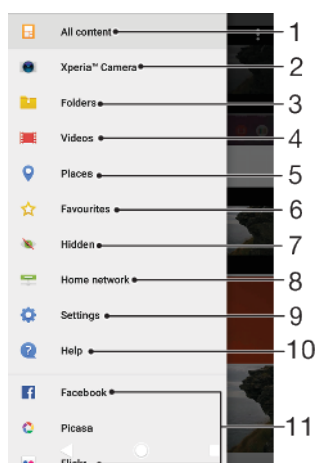 All content 1
Xperia™ Camera 2
Folders 3
Videos 4
Places 5
Favourites 6
Hidden 7
Home network 8
Settings 9
? Help 10
f Facebook
11
Picasa
Flickr